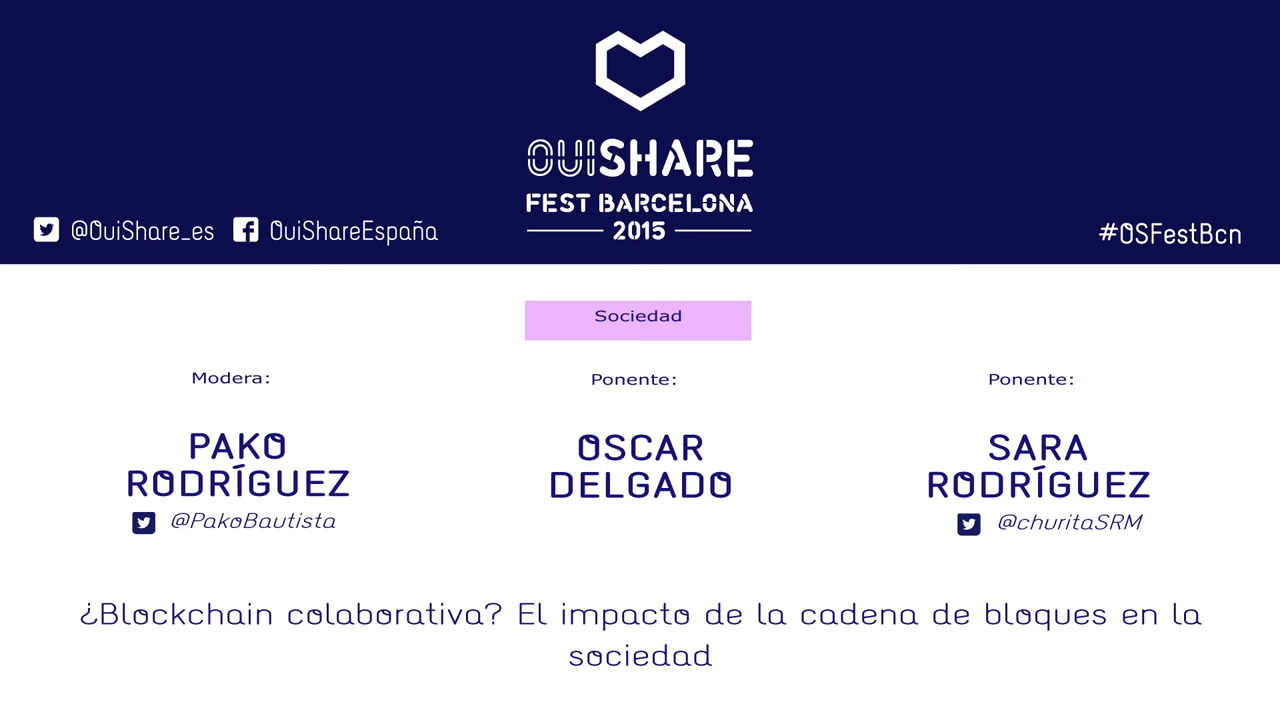 OUISHARE
FEST BARCELONA
2015
@OuiShare_es OuiShareEspaña
#OSFestBcn
Sociedad
Modera:
PAKO
RODRÍGUEZ
@PakoBautista
Ponente:
OSCAR
DELGADO
Ponente:
SARA
RODRÍGUEZ
@churitaSRM
¿Blockchain colaborativa? El impacto de la cadena de bloques en la
sociedad